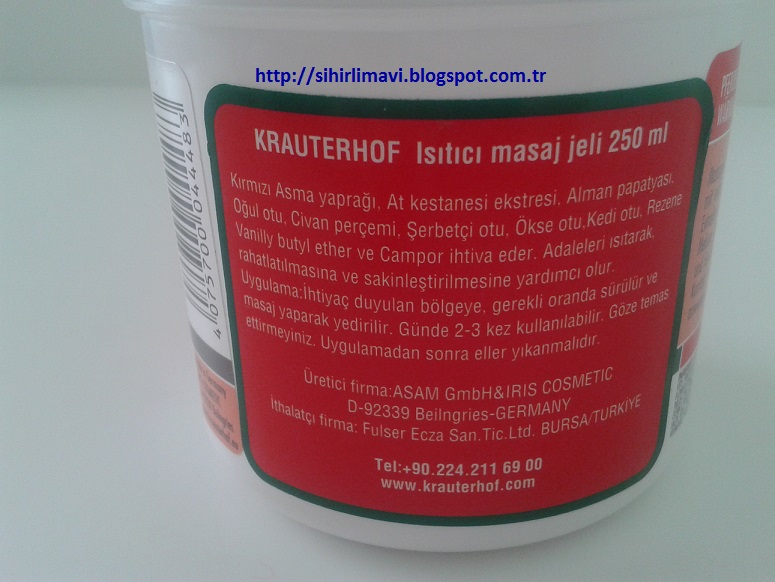 http://sihirlimavi.blogspot.com.tr
KRAUTERHOF Isıtıcı masaj jeli 250 ml
Kırmızı Asma yaprağı, At kestanesi ekstresi, Alman papatyası,
Oğul otu, Civan perçemi, Şerbetçi otu, Ökse otu,Kedi otu, Rezene
Vanilly butyl ether ve Campor ihtiva eder. Adaleleri ısıtarak,
rahatlatılmasına ve sakinleştirilmesine yardımcı olur.
Uygulama:İhtiyaç duyulan bölgeye, gerekli oranda sürülür ve
masaj yaparak yedirilir. Günde 2-3 kez kullanılabilir. Göze temas
ettirmeyiniz. Uygulamadan sonra eller yıkanmalıdır.
Üretici firma:ASAM GmbH&IRIS COSMETIC
D-92339 Beilngries-GERMANY
İthalatçı firma: Fulser Ecza San.Tic.Ltd. BURSA/TURKİYE
Tel:+90.224.211 69 00
www.krauterhof.com
4 075700 044483